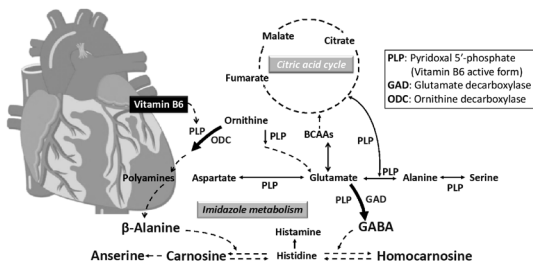 Malate
Citrate
Citric acid cycle
Fumarate
PLP: Pyridoxal 5′-phosphate
(Vitamin B6 active form)
GAD: Glutamate decarboxylase
ODC: Ornithine decarboxylase
Vitamin B6
PLP
ODC
Ornithine
PLP
BCAAs
PLP
Polyamines
Aspartate
PLP
Glutamate
PLP
Alanine
PLP
Serine
PLP
GAD
Imidazole metabolism
β-Alanine
Histamine
GABA
Anserine
Carnosine
Histidine
Homocarnosine